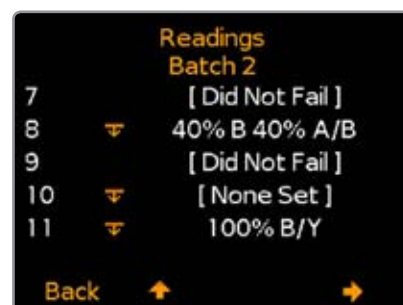 Readings
Batch 2
7 [ Did Not Fail ]
8 40% B 40% A/B
9 [ Did Not Fail ]
10 [ None Set ]
11 100% B/Y
Back